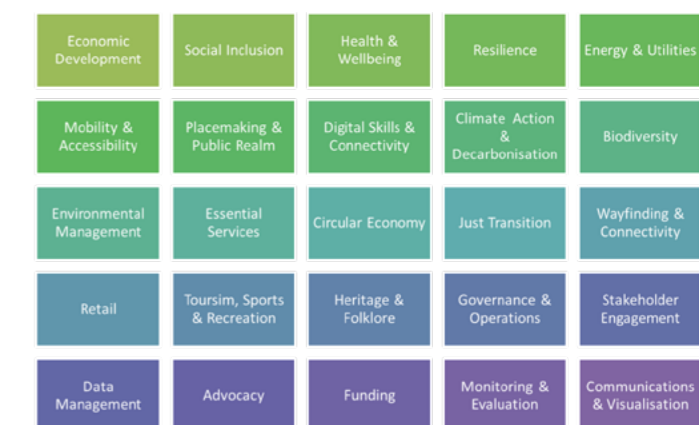 Economic
Development
Social Inclusion
Health &
Wellbeing
Resilience
Energy & Utilities
Mobility &
Accessibility
Placemaking &
Public Realm
Digital Skills &
Connectivity
Climate Action
&
Decarbonisation
Biodiversity
Environmental
Management
Essential
Services
Circular Economy
Just Transition
Wayfinding &
Connectivity
Retail
Toursim, Sports
& Recreation
Heritage &
Folklore
Governance &
Operations
Stakeholder
Engagement
Data
Management
Advocacy
Funding
Monitoring &
Evaluation
Communications
& Visualisation